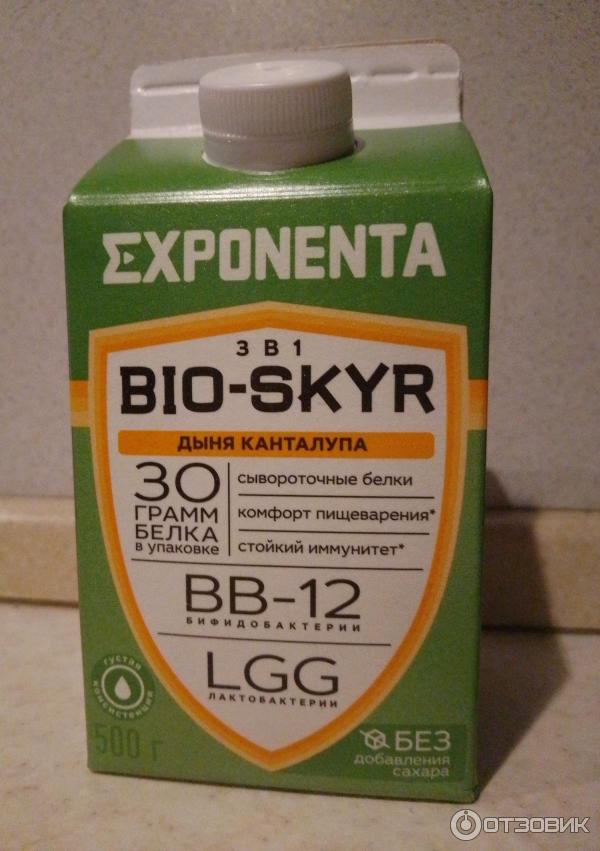 EXPONENTA
3 В 1
BIO-SKYR
ДЫНЯ КАНТАЛУПА
30
ГРАММ
БЕЛКА
в упаковке
сывороточные белки
комфорт пищеварения*
стойкий иммунитет*
BB-12
БИФИДОБАКТЕРИИ
LGG
ЛАКТОБАКТЕРИИ
густая
консистенция
500 г
БЕЗ
добавления
сахара
ОТЗОВИК